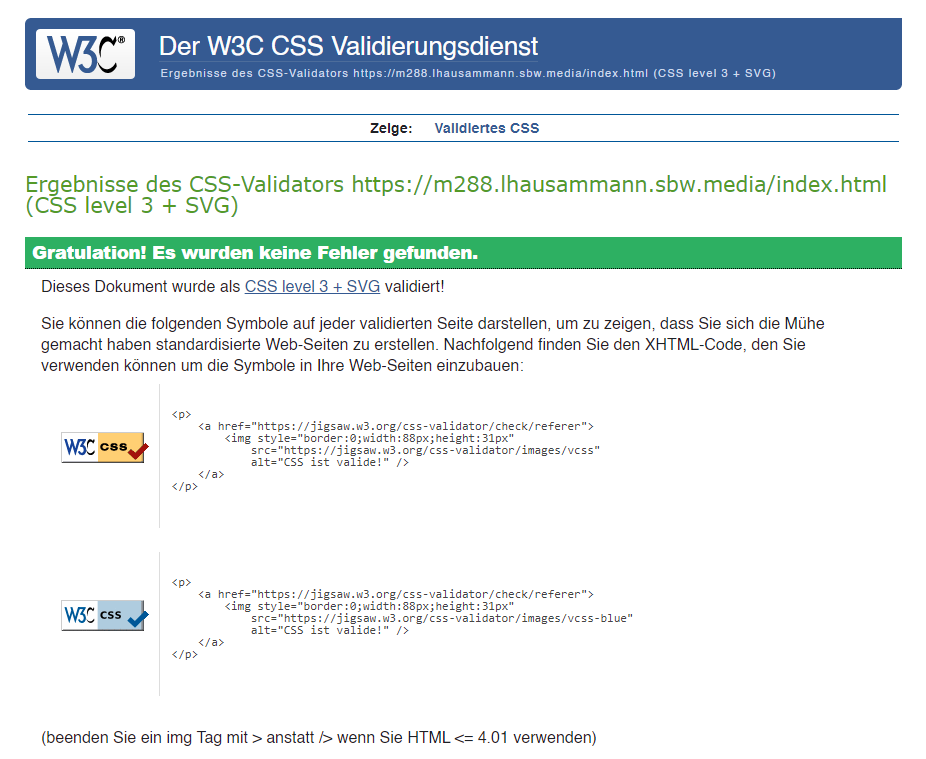 W3C®
Der W3C CSS Validierungsdienst
Ergebnisse des CSS-Validators https://m288.lhausammann.sbw.media/index.html (CSS level 3 + SVG)
Zeige: Validiertes CSS
Ergebnisse des CSS-Validators https://m288.lhausammann.sbw.media/index.html
(CSS level 3 + SVG)
Gratulation! Es wurden keine Fehler gefunden.
Dieses Dokument wurde als CSS level 3 + SVG validiert!
Sie können die folgenden Symbole auf jeder validierten Seite darstellen, um zu zeigen, dass Sie sich die Mühe
gemacht haben standardisierte Web-Seiten zu erstellen. Nachfolgend finden Sie den XHTML-Code, den Sie
verwenden können um die Symbole in Ihre Web-Seiten einzubauen:
W3C css
<p>
<a href="https://jigsaw.w3.org/css-validator/check/referer">
<img style="border:0;width:88px;height:31px"
src="https://jigsaw.w3.org/css-validator/images/vcss"
alt="CSS ist valide!" />
</a>
</p>
W3C css
<p>
<a href="https://jigsaw.w3.org/css-validator/check/referer">
<img style="border:0;width:88px;height:31px"
src="https://jigsaw.w3.org/css-validator/images/vcss-blue"
alt="CSS ist valide!" />
</a>
</p>
(beenden Sie ein img Tag mit > anstatt /> wenn Sie HTML <= 4.01 verwenden)